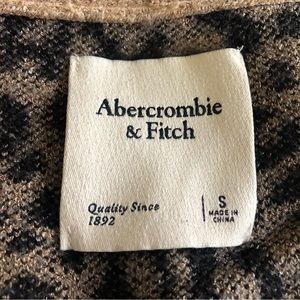 Abercrombie
& Fitch
Quality Since
1892
S
MADE IN
CHINA